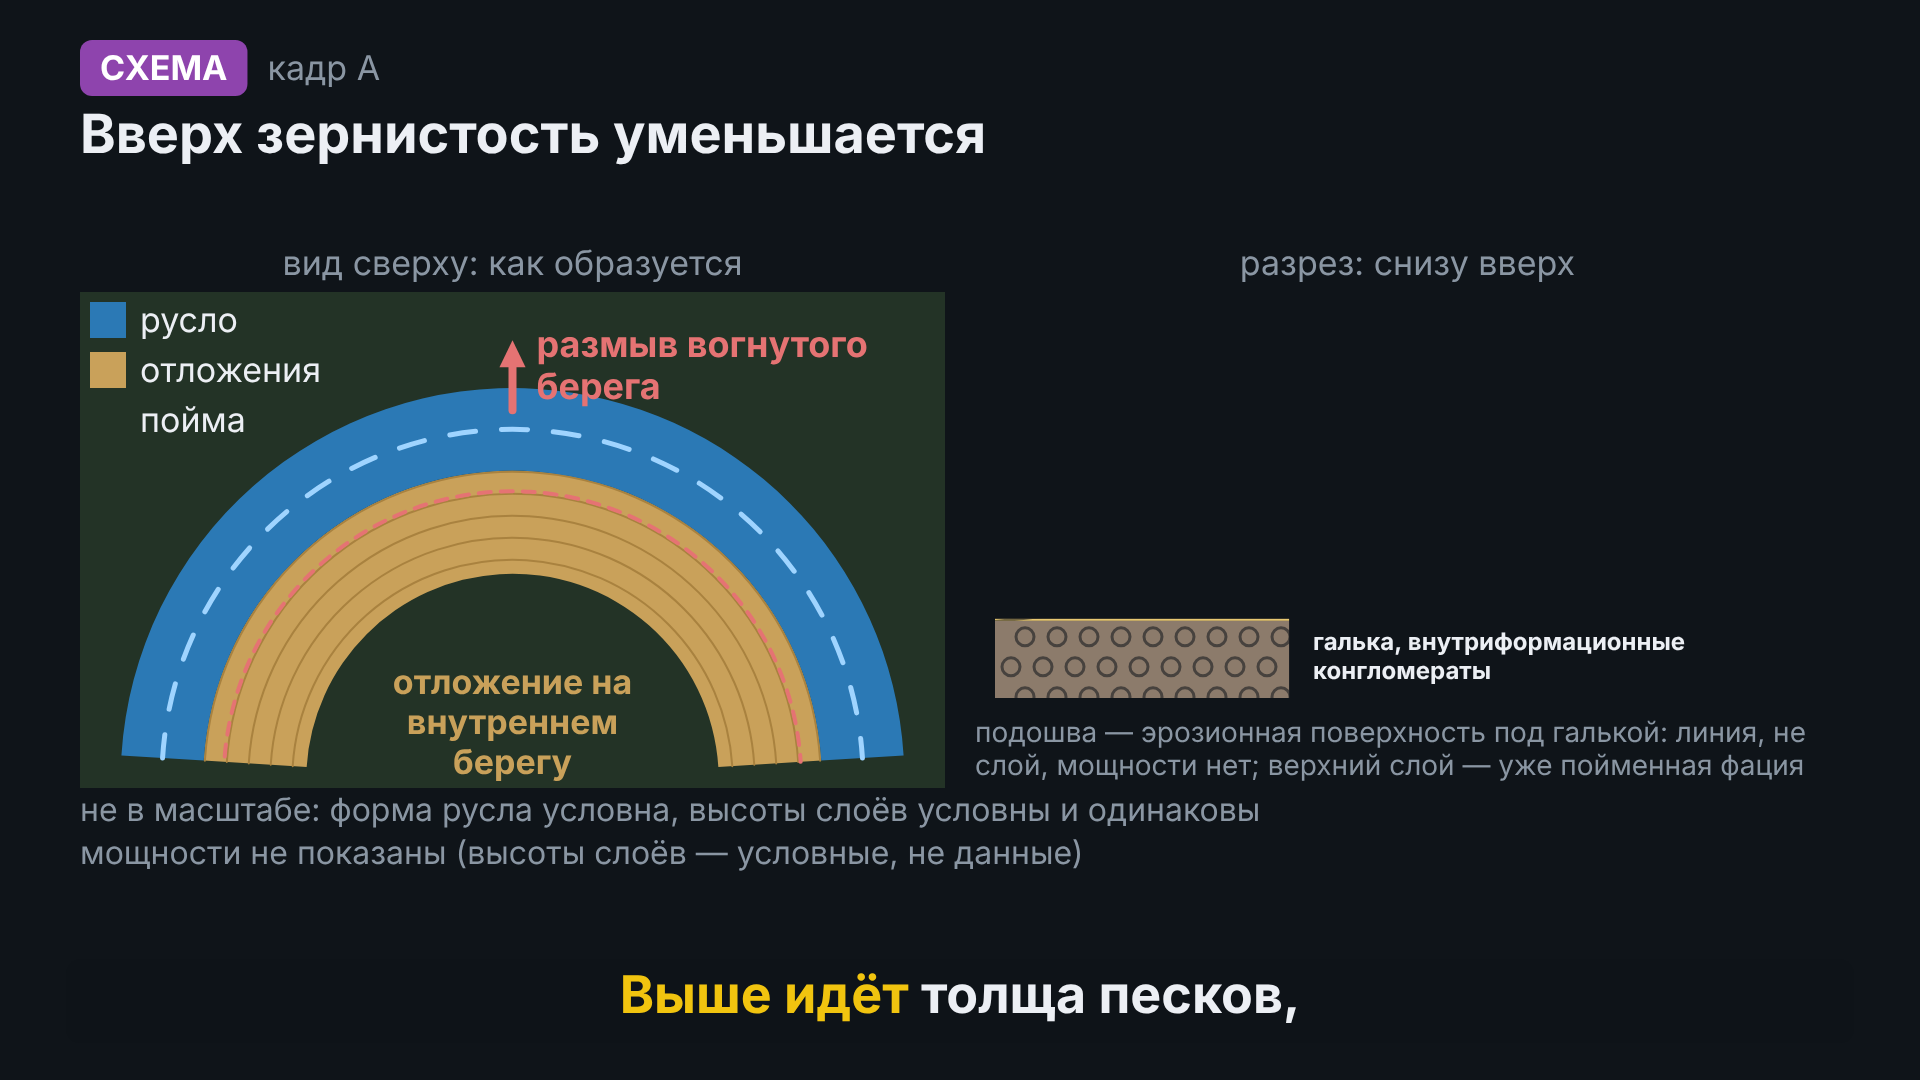 СХЕМА кадр А
Вверх зернистость уменьшается
вид сверху: как образуется
русло
отложения
пойма
размыв вогнутого
берега
отложение на
внутреннем
берегу
разрез: снизу вверх
галька, внутриформационные
конгломераты
подошва — эрозионная поверхность под галькой: линия, не
слой, мощности нет; верхний слой — уже пойменная фация
не в масштабе: форма русла условна, высоты слоёв условны и одинаковы
мощности не показаны (высоты слоёв — условные, не данные)
Выше идёт толща песков,